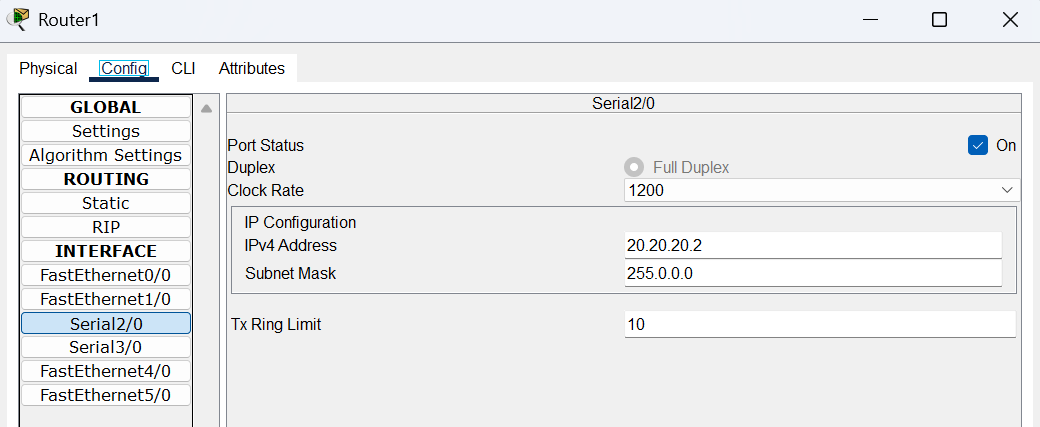 Router1
Physical Config CLI Attributes
GLOBAL
Settings
Algorithm Settings
ROUTING
Static
RIP
INTERFACE
FastEthernet0/0
FastEthernet1/0
Serial2/0
Serial3/0
FastEthernet4/0
FastEthernet5/0
Serial2/0
Port Status On
Duplex Full Duplex
Clock Rate 1200
IP Configuration
IPv4 Address 20.20.20.2
Subnet Mask 255.0.0.0
Tx Ring Limit 10